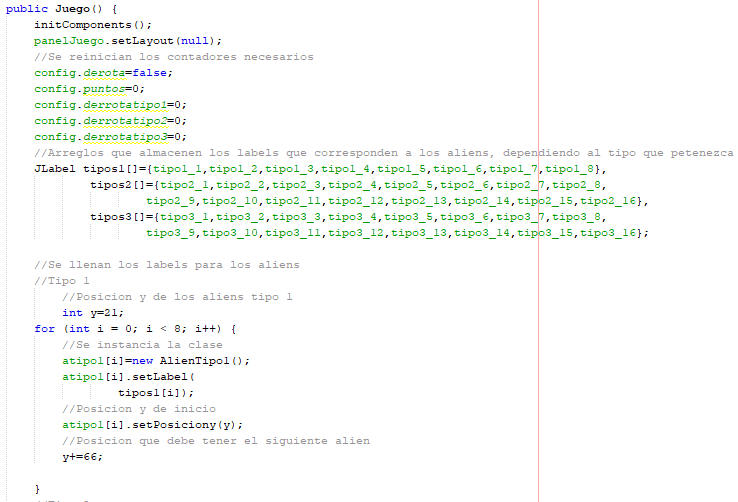 public Juego() {
initComponents();
panelJuego.setLayout(null);
//Se reinician los contadores necesarios
config.derota=false;
config.puntos=0;
config.derrotatipo1=0;
config.derrotatipo2=0;
config.derrotatipo3=0;
//Arreglos que almacenen los labels que corresponden a los aliens, dependiendo al tipo que petenezca
JLabel tipos1[]={tipo1_1,tipo1_2,tipo1_3,tipo1_4,tipo1_5,tipo1_6,tipo1_7,tipo1_8},
tipos2[]={tipo2_1,tipo2_2,tipo2_3,tipo2_4,tipo2_5,tipo2_6,tipo2_7,tipo2_8,
tipo2_9,tipo2_10,tipo2_11,tipo2_12,tipo2_13,tipo2_14,tipo2_15,tipo2_16},
tipos3[]={tipo3_1,tipo3_2,tipo3_3,tipo3_4,tipo3_5,tipo3_6,tipo3_7,tipo3_8,
tipo3_9,tipo3_10,tipo3_11,tipo3_12,tipo3_13,tipo3_14,tipo3_15,tipo3_16};
//Se llenan los labels para los aliens
//Tipo 1
//Posicion y de los aliens tipo 1
int y=21;
for (int i = 0; i < 8; i++) {
//Se instancia la clase
atipo1[i]=new AlienTipo1();
atipo1[i].setLabel(
tipos1[i]);
//Posicion y de inicio
atipo1[i].setPosiciony(y);
//Posicion que debe tener el siguiente alien
y+=66;
}